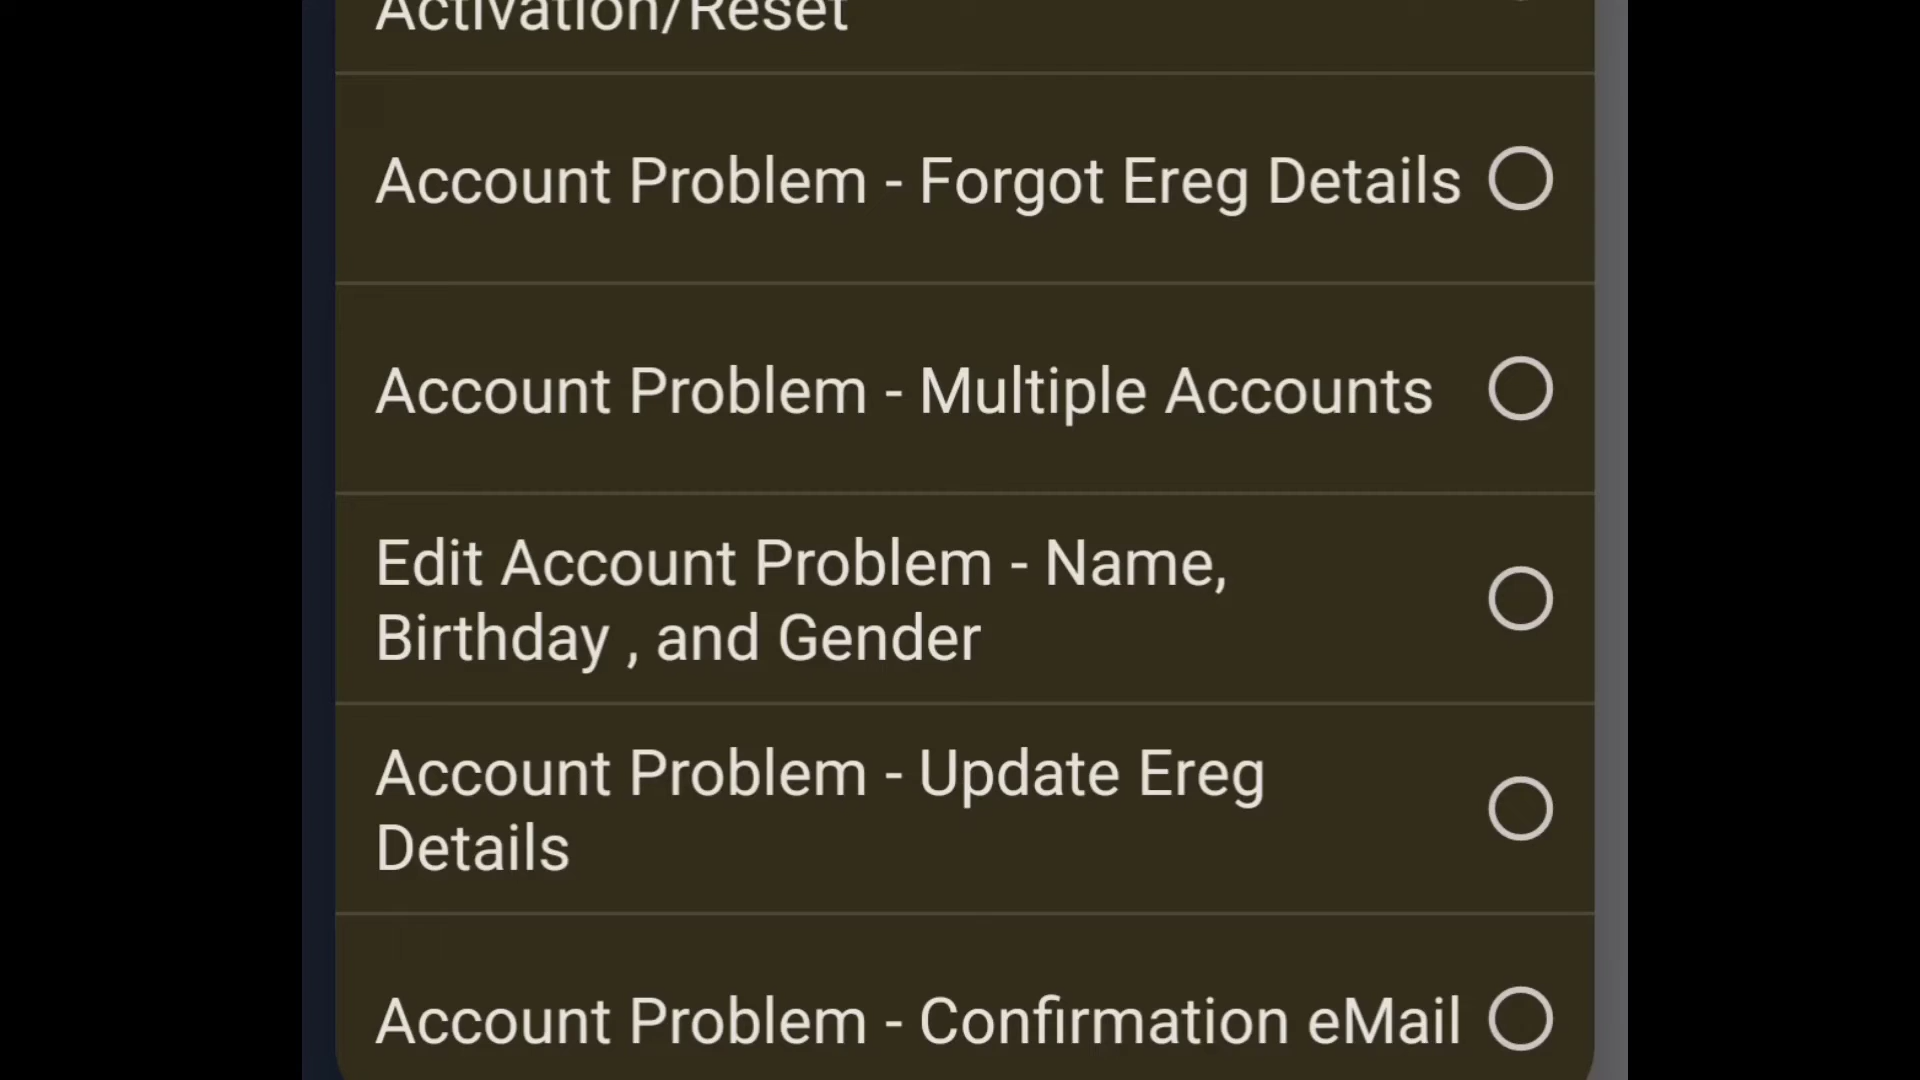 Activation/Reset
Account Problem - Forgot Ereg Details
Account Problem - Multiple Accounts
Edit Account Problem - Name,
Birthday , and Gender
Account Problem - Update Ereg
Details
Account Problem - Confirmation eMail